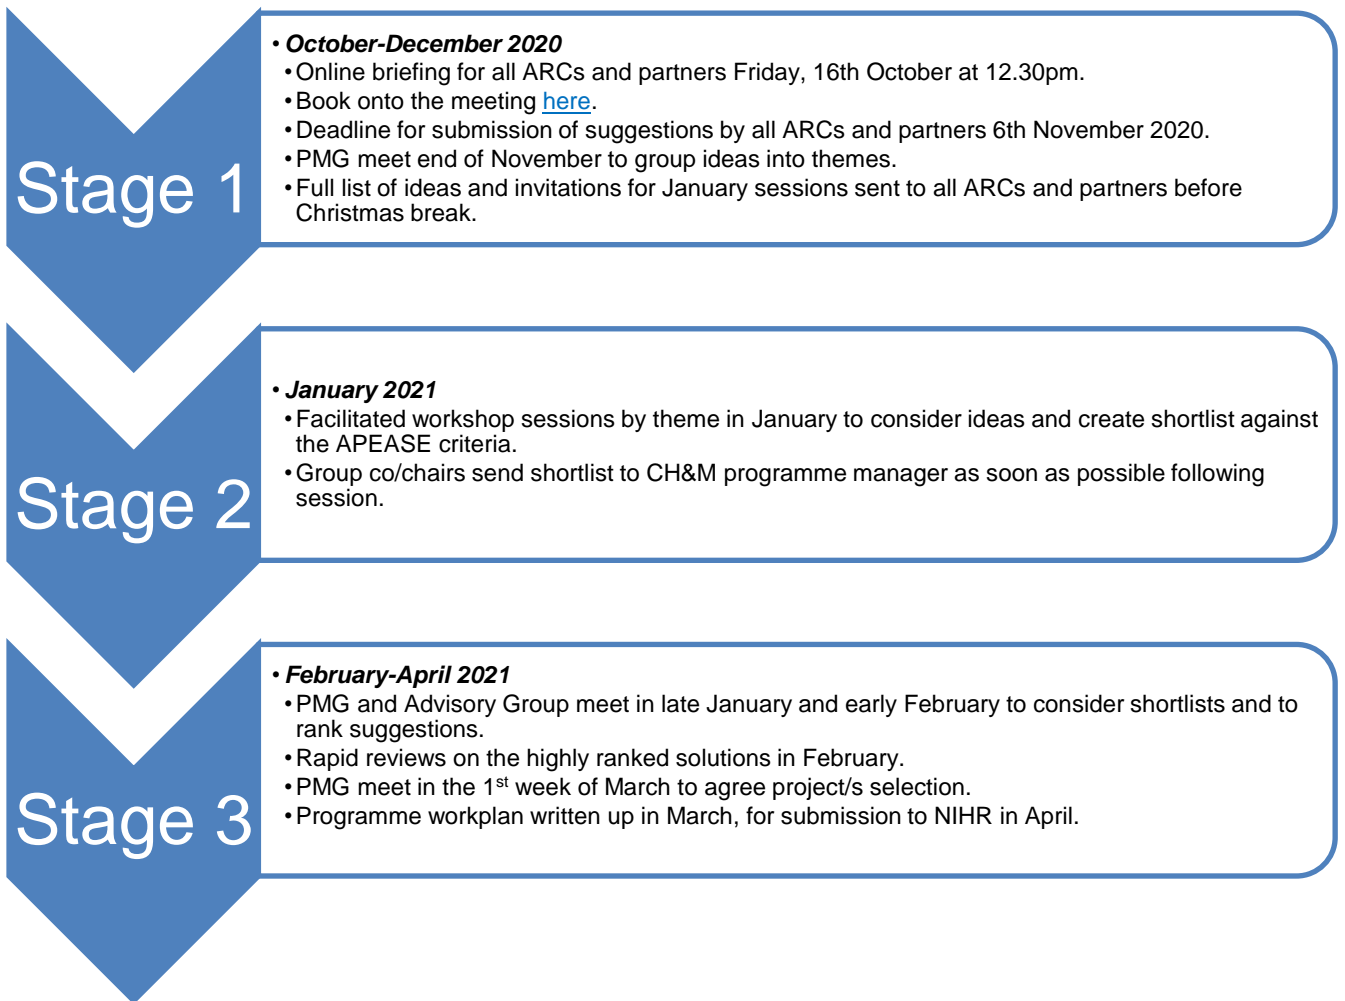 Stage 1
• October-December 2020
• Online briefing for all ARCs and partners Friday, 16th October at 12.30pm.
• Book onto the meeting here.
• Deadline for submission of suggestions by all ARCs and partners 6th November 2020.
• PMG meet end of November to group ideas into themes.
• Full list of ideas and invitations for January sessions sent to all ARCs and partners before
Christmas break.
Stage 2
• January 2021
• Facilitated workshop sessions by theme in January to consider ideas and create shortlist against
the APEASE criteria.
• Group co/chairs send shortlist to CH&M programme manager as soon as possible following
session.
Stage 3
• February-April 2021
• PMG and Advisory Group meet in late January and early February to consider shortlists and to
rank suggestions.
• Rapid reviews on the highly ranked solutions in February.
• PMG meet in the 1st week of March to agree project/s selection.
• Programme workplan written up in March, for submission to NIHR in April.